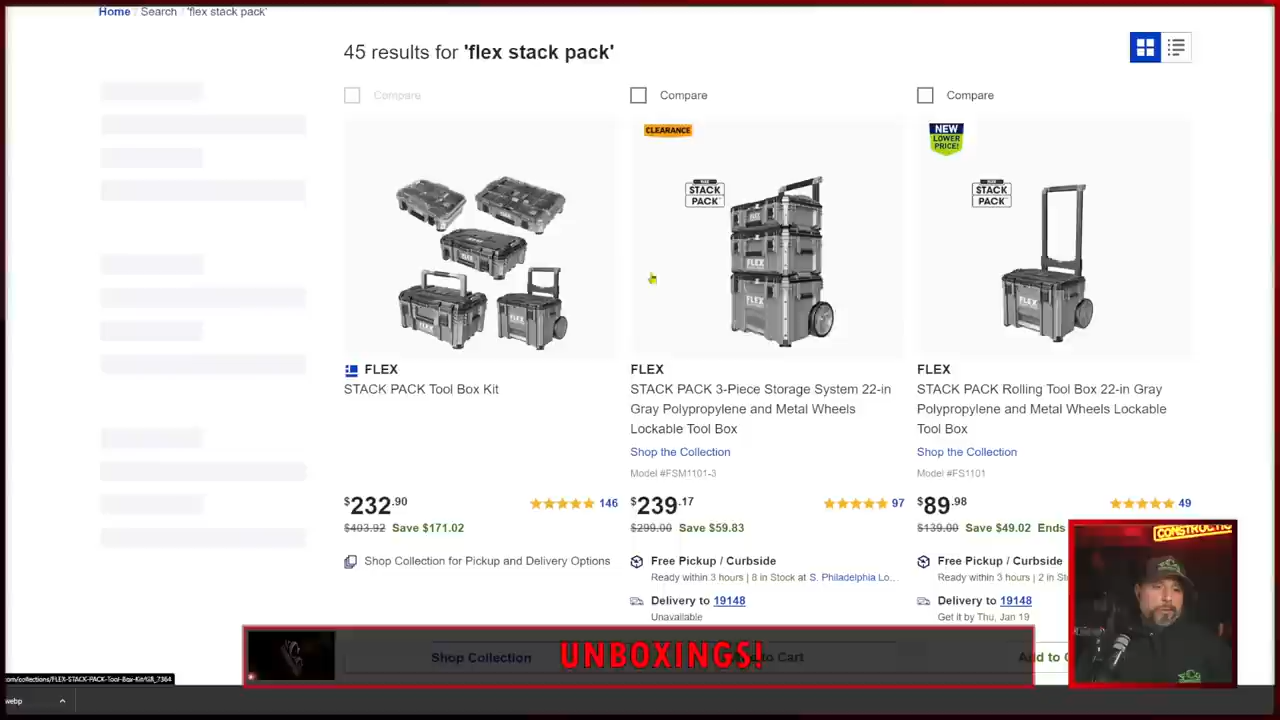 Home / Search / 'flex stack pack'
45 results for 'flex stack pack'
Compare
Compare
Compare
CLEARANCE
NEW
LOWER
PRICE!
STACK
PACK
STACK
PACK
FLEX
FLEX
FLEX
FLEX
STACK PACK Tool Box Kit
FLEX
STACK PACK 3-Piece Storage System 22-in
Gray Polypropylene and Metal Wheels
Lockable Tool Box
Shop the Collection
Model #FSM1101-3
FLEX
STACK PACK Rolling Tool Box 22-in Gray
Polypropylene and Metal Wheels Lockable
Tool Box
Shop the Collection
Model #FS1101
$232.90
146
$403.92 Save $171.02
Shop Collection for Pickup and Delivery Options
$239.17
97
$299.00 Save $59.83
Free Pickup / Curbside
Ready within 3 hours | 8 in Stock at S. Philadelphia Lo...
Delivery to 19148
Unavailable
$89.98
49
$139.00 Save $49.02 Ends
Free Pickup / Curbside
Ready within 3 hours | 2 in St
Delivery to 19148
Get it by Thu, Jan 19
CONSTRUCTIO
Shop Collection
UNBOXINGS!
to Cart
Add to C
.com/collections/FLEX-STACK-PACK-Tool-Box-Kit/GB_7364
webp